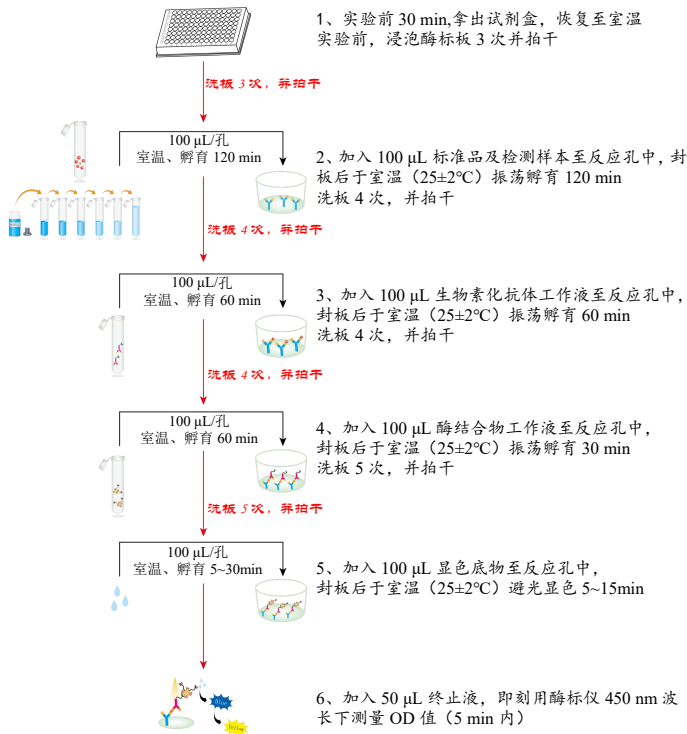 1、实验前 30 min,拿出试剂盒，恢复至室温
实验前，浸泡酶标板 3 次并拍干
洗板 3 次，并拍干
100 μL/孔
室温、孵育 120 min
2、加入 100 μL 标准品及检测样本至反应孔中，封
板后于室温（25±2℃）振荡孵育 120 min
洗板 4 次，并拍干
洗板 4 次，并拍干
100 μL/孔
室温、孵育 60 min
3、加入 100 μL 生物素化抗体工作液至反应孔中，
封板后于室温（25±2℃）振荡孵育 60 min
洗板 4 次，并拍干
洗板 4 次，并拍干
100 μL/孔
室温、孵育 60 min
4、加入 100 μL 酶结合物工作液至反应孔中，
封板后于室温（25±2℃）振荡孵育 30 min
洗板 5 次，并拍干
洗板 5 次，并拍干
100 μL/孔
室温、孵育 5~30min
5、加入 100 μL 显色底物至反应孔中，
封板后于室温（25±2℃）避光显色 5~15min
Blue
Yellow
6、加入 50 μL 终止液，即刻用酶标仪 450 nm 波
长下测量 OD 值（5 min 内）